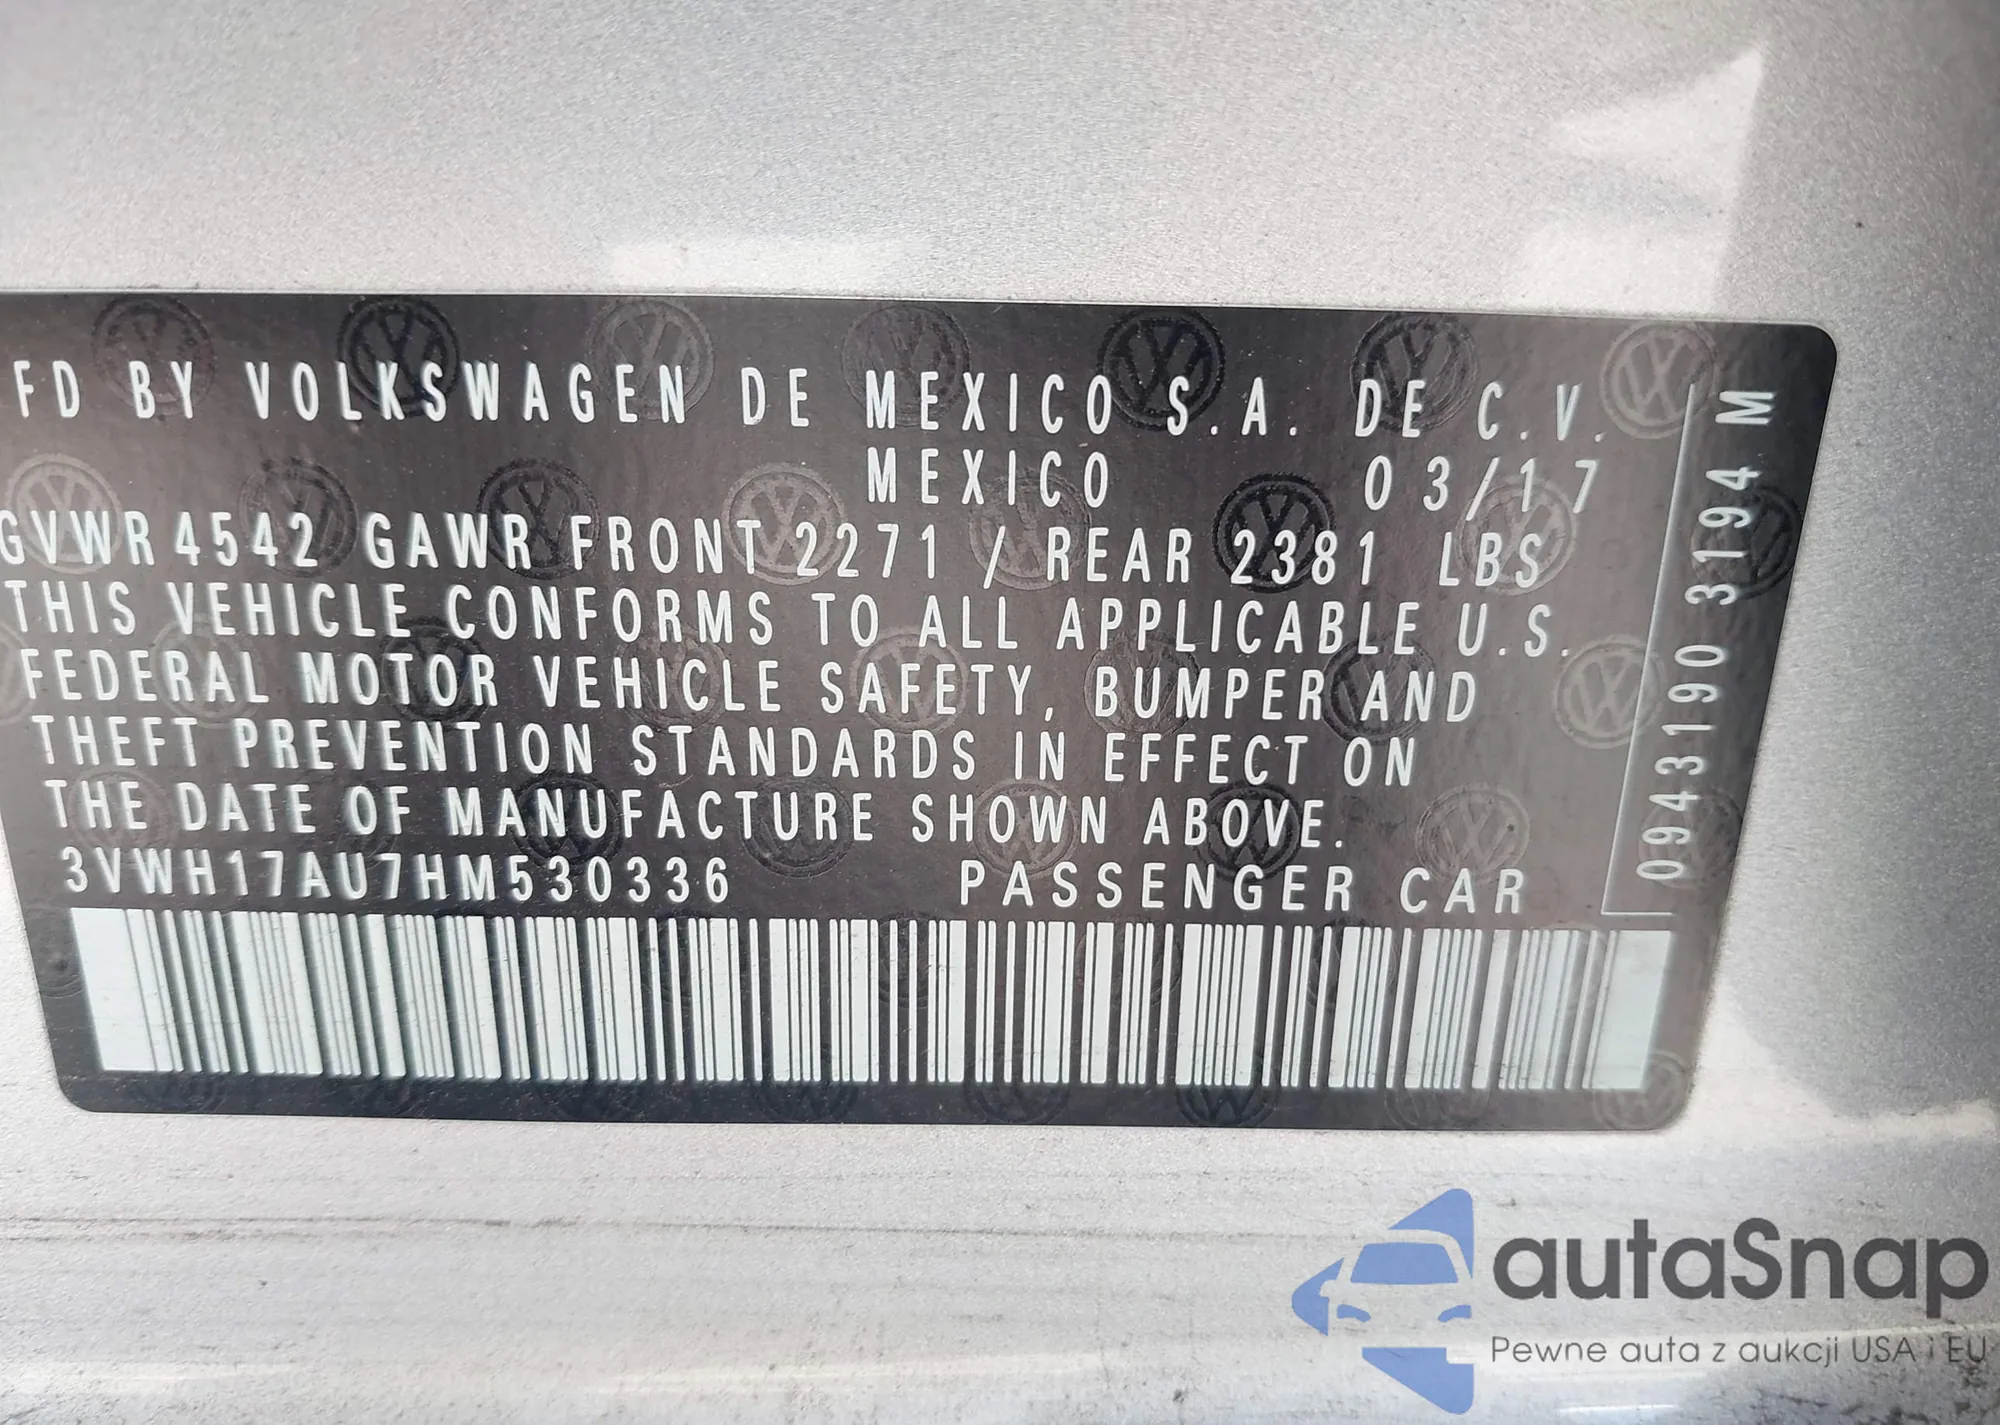 FD BY VOLKSWAGEN DE MEXICO S.A. DE C.V.
MEXICO 03/17
GVWR 4542 GAWR FRONT 2271 / REAR 2381 LBS
THIS VEHICLE CONFORMS TO ALL APPLICABLE U.S.
FEDERAL MOTOR VEHICLE SAFETY, BUMPER AND
THEFT PREVENTION STANDARDS IN EFFECT ON
THE DATE OF MANUFACTURE SHOWN ABOVE.
3VWH17AU7HM530336 PASSENGER CAR
0943190 3194 M
autaSnap
Pewne auta z aukcji USA i EU